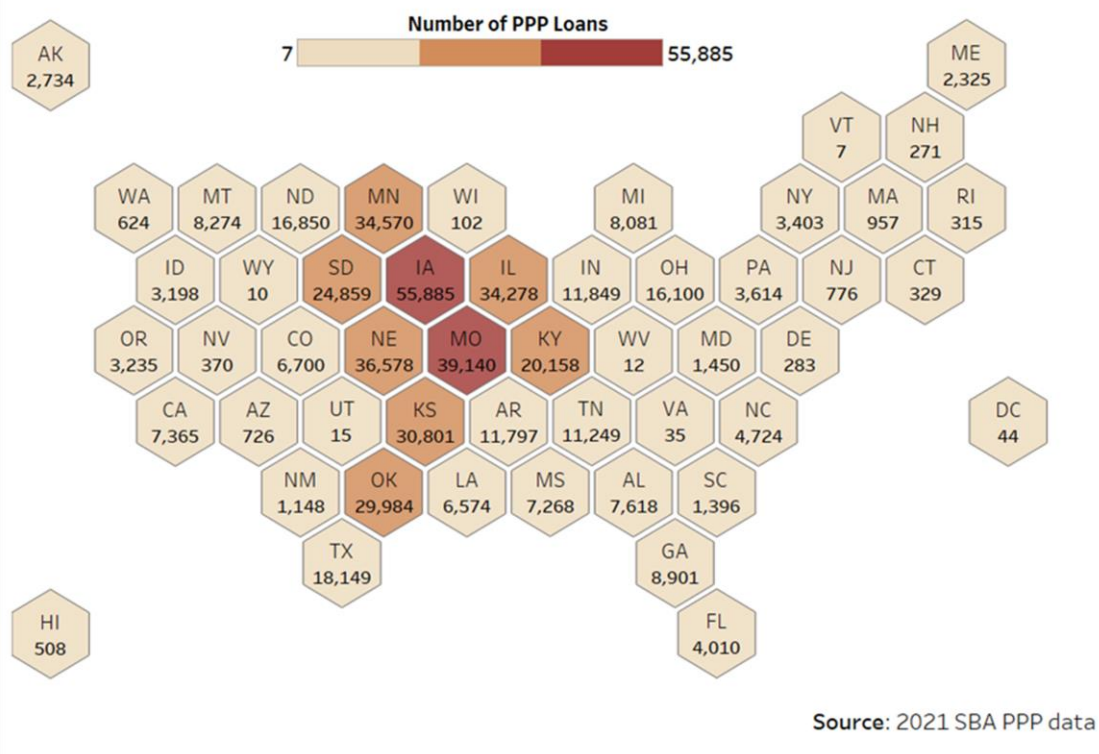 Number of PPP Loans
7 55,885
AK
2,734
ME
2,325
VT
7
NH
271
WA
624
MT
8,274
ND
16,850
MN
34,570
WI
102
MI
8,081
NY
3,403
MA
957
RI
315
ID
3,198
WY
10
SD
24,859
IA
55,885
IL
34,278
IN
11,849
OH
16,100
PA
3,614
NJ
776
CT
329
OR
3,235
NV
370
CO
6,700
NE
36,578
MO
39,140
KY
20,158
WV
12
MD
1,450
DE
283
CA
7,365
AZ
726
UT
15
KS
30,801
AR
11,797
TN
11,249
VA
35
NC
4,724
DC
44
NM
1,148
OK
29,984
LA
6,574
MS
7,268
AL
7,618
SC
1,396
TX
18,149
GA
8,901
HI
508
FL
4,010
Source: 2021 SBA PPP data